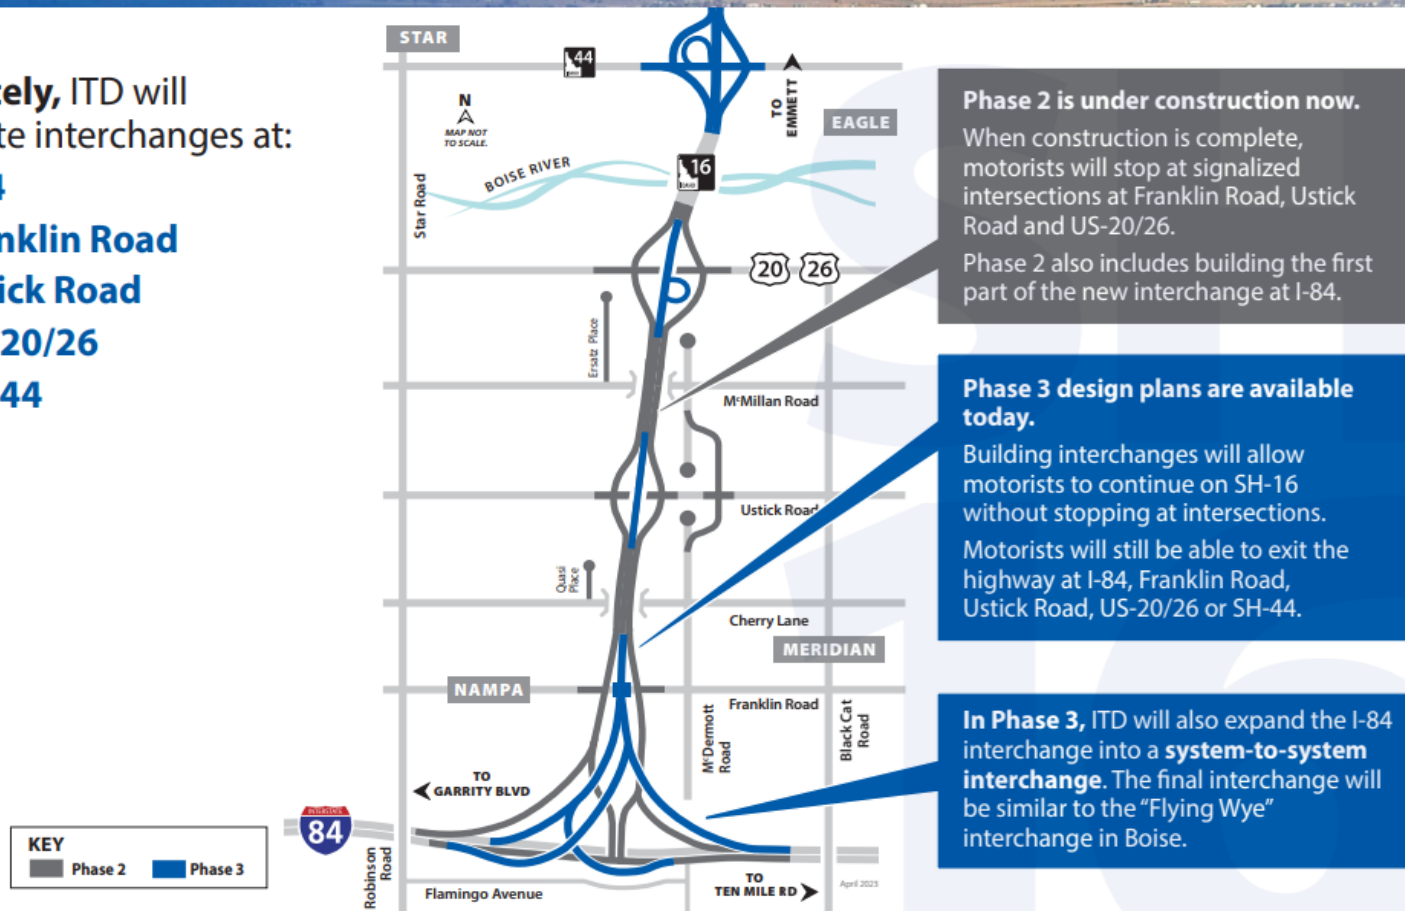 tely, ITD will
te interchanges at:
4
nklin Road
ick Road
20/26
44
STAR
44
TO
EMMETT
N
MAP NOT
TO SCALE.
EAGLE
BOISE RIVER
16
Star Road
20 26
Ersatz Place
McMillan Road
Ustick Road
Quasi
Place
Cherry Lane
MERIDIAN
NAMPA
Franklin Road
McDermott
Road
Black Cat
Road
TO
GARRITY BLVD
INTERSTATE
84
Robinson
Road
Flamingo Avenue
TO
TEN MILE RD
April 2023
KEY
Phase 2 Phase 3
Phase 2 is under construction now.
When construction is complete,
motorists will stop at signalized
intersections at Franklin Road, Ustick
Road and US-20/26.
Phase 2 also includes building the first
part of the new interchange at I-84.
Phase 3 design plans are available
today.
Building interchanges will allow
motorists to continue on SH-16
without stopping at intersections.
Motorists will still be able to exit the
highway at I-84, Franklin Road,
Ustick Road, US-20/26 or SH-44.
In Phase 3, ITD will also expand the I-84
interchange into a system-to-system
interchange. The final interchange will
be similar to the “Flying Wye”
interchange in Boise.